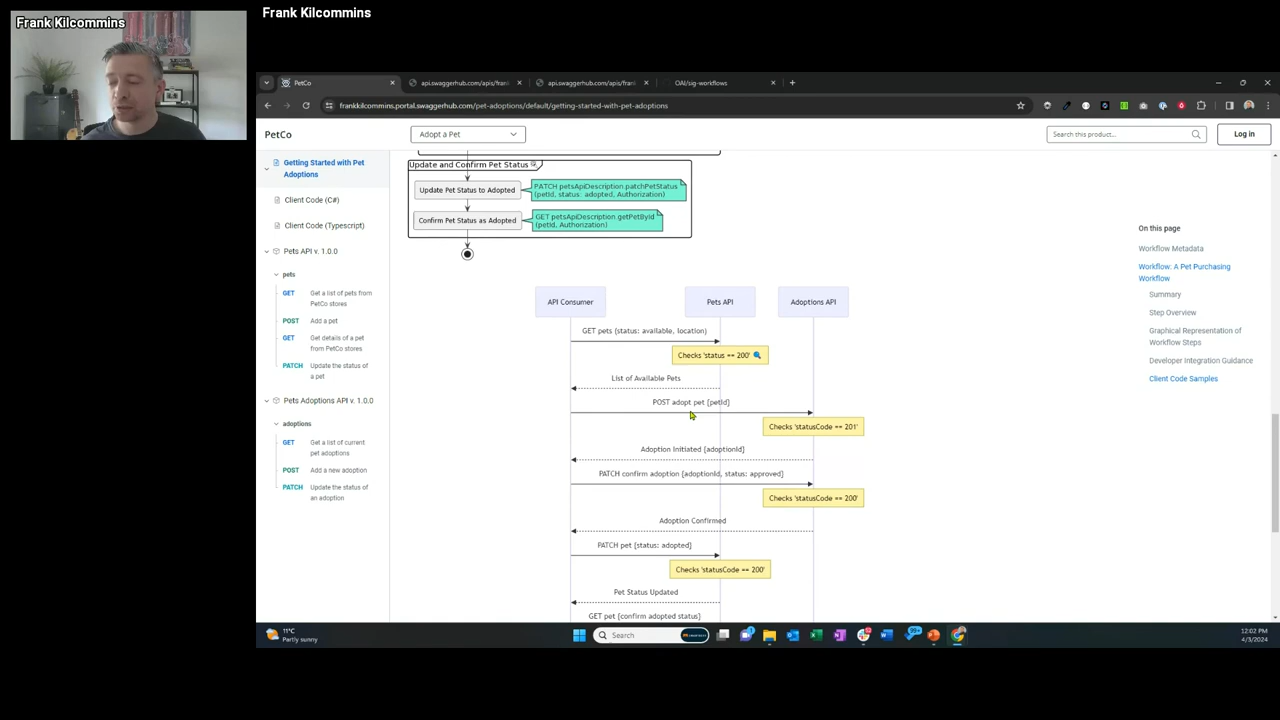 Frank Kilcommins
Frank Kilcommins
PetCo
api.swaggerhub.com/apis/frank
api.swaggerhub.com/apis/frank
OAI/sig-workflows
frankkilcommins.portal.swaggerhub.com/pet-adoptions/default/getting-started-with-pet-adoptions
PetCo
Adopt a Pet
Search this product...
Log in
Getting Started with Pet
Adoptions
Client Code (C#)
Client Code (Typescript)
Pets API v. 1.0.0
pets
GET Get a list of pets from
PetCo stores
POST Add a pet
GET Get details of a pet
from PetCo stores
PATCH Update the status of
a pet
Pets Adoptions API v. 1.0.0
adoptions
GET Get a list of current
pet adoptions
POST Add a new adoption
PATCH Update the status of
an adoption
Update and Confirm Pet Status
Update Pet Status to Adopted
PATCH petsApiDescription.patchPetStatus
(petId, status: adopted, Authorization)
Confirm Pet Status as Adopted
GET petsApiDescription.getPetById
(petId, Authorization)
API Consumer
Pets API
Adoptions API
GET pets (status: available, location)
Checks 'status == 200'
List of Available Pets
POST adopt pet {petId}
Checks 'statusCode == 201'
Adoption Initiated {adoptionId}
PATCH confirm adoption {adoptionId, status: approved}
Checks 'statusCode == 200'
Adoption Confirmed
PATCH pet {status: adopted}
Checks 'statusCode == 200'
Pet Status Updated
GET pet {confirm adopted status}
On this page
Workflow Metadata
Workflow: A Pet Purchasing
Workflow
Summary
Step Overview
Graphical Representation of
Workflow Steps
Developer Integration Guidance
Client Code Samples
11°C
Partly sunny
Search
99+
12:02 PM
4/3/2024